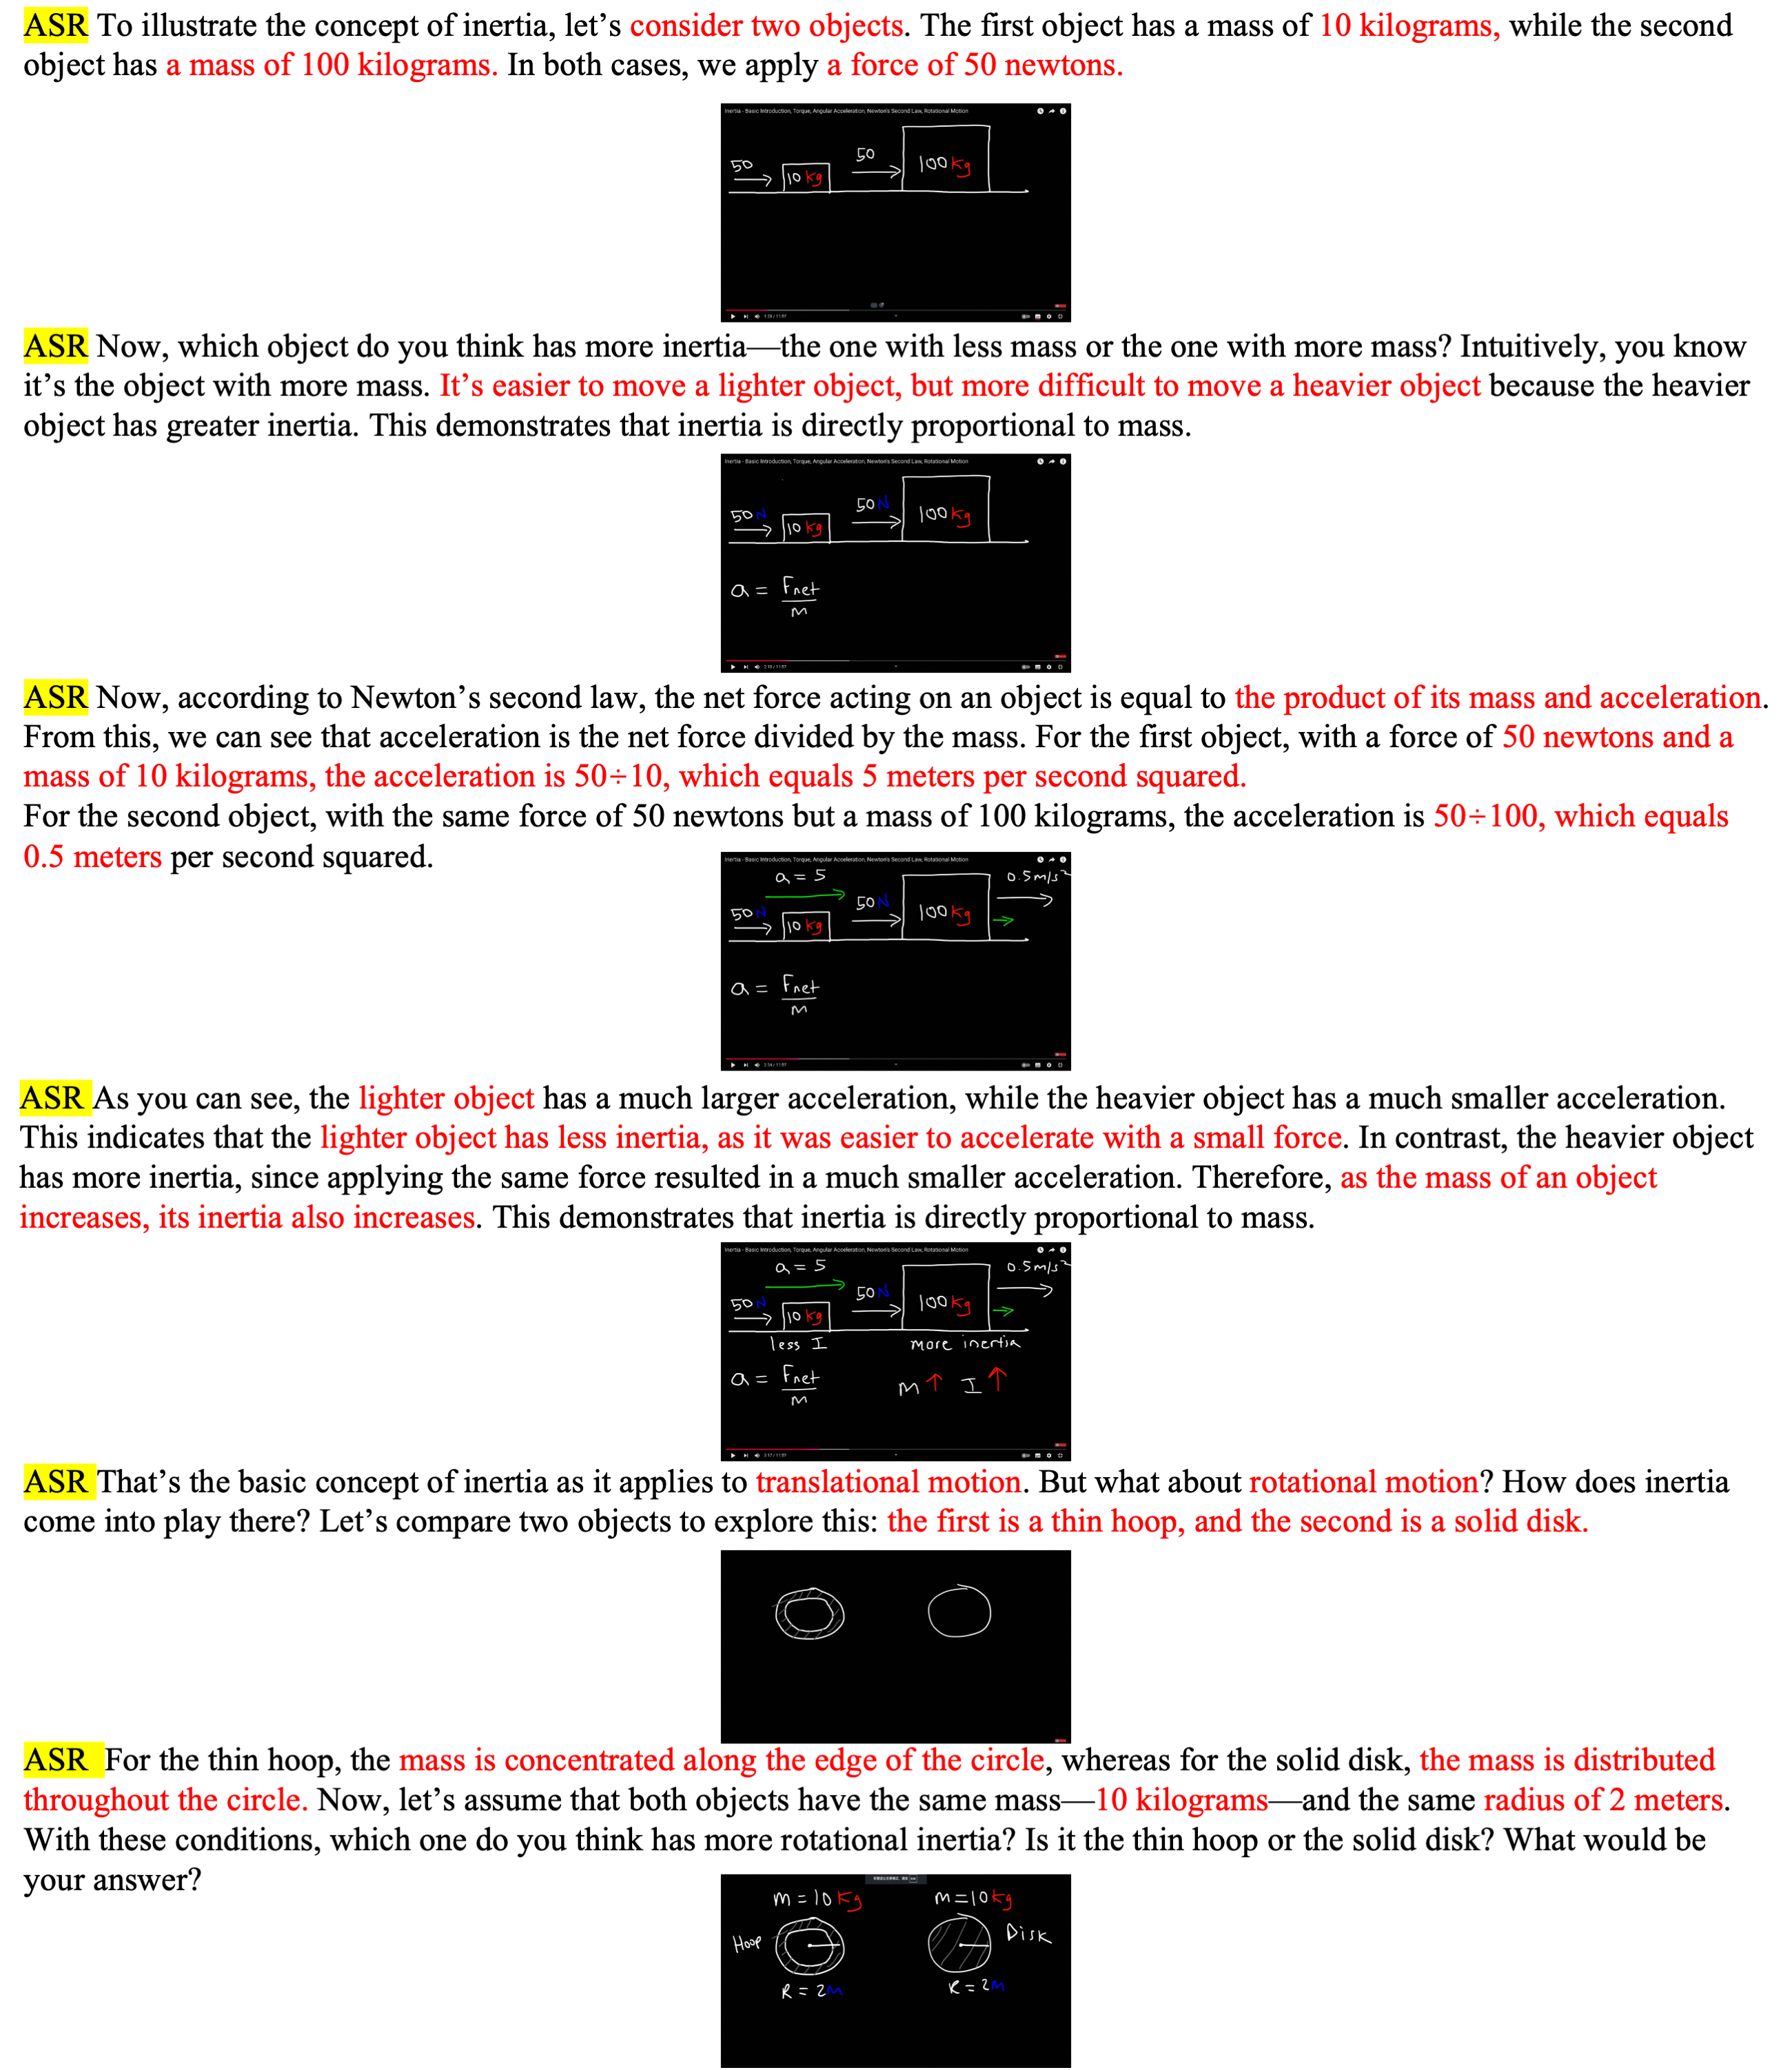 ASR To illustrate the concept of inertia, let’s consider two objects. The first object has a mass of 10 kilograms, while the second
object has a mass of 100 kilograms. In both cases, we apply a force of 50 newtons.
Inertia - Basic Introduction, Torque, Angular Acceleration, Newton's Second Law, Rotational Motion
50
10 kg
50
100 kg
ASR Now, which object do you think has more inertia—the one with less mass or the one with more mass? Intuitively, you know
it’s the object with more mass. It’s easier to move a lighter object, but more difficult to move a heavier object because the heavier
object has greater inertia. This demonstrates that inertia is directly proportional to mass.
Inertia - Basic Introduction, Torque, Angular Acceleration, Newton's Second Law, Rotational Motion
50 N
10 kg
50 N
100 kg
a = Fnet
M
ASR Now, according to Newton’s second law, the net force acting on an object is equal to the product of its mass and acceleration.
From this, we can see that acceleration is the net force divided by the mass. For the first object, with a force of 50 newtons and a
mass of 10 kilograms, the acceleration is 50÷10, which equals 5 meters per second squared.
For the second object, with the same force of 50 newtons but a mass of 100 kilograms, the acceleration is 50÷100, which equals
0.5 meters per second squared.
Inertia - Basic Introduction, Torque, Angular Acceleration, Newton's Second Law, Rotational Motion
a = 5
0.5 m/s²
50 N
10 kg
50 N
100 kg
a = Fnet
M
ASR As you can see, the lighter object has a much larger acceleration, while the heavier object has a much smaller acceleration.
This indicates that the lighter object has less inertia, as it was easier to accelerate with a small force. In contrast, the heavier object
has more inertia, since applying the same force resulted in a much smaller acceleration. Therefore, as the mass of an object
increases, its inertia also increases. This demonstrates that inertia is directly proportional to mass.
Inertia - Basic Introduction, Torque, Angular Acceleration, Newton's Second Law, Rotational Motion
a = 5
0.5 m/s²
50 N
10 kg
50 N
100 kg
less I
more inertia
a = Fnet
M
M ↑ I ↑
ASR That’s the basic concept of inertia as it applies to translational motion. But what about rotational motion? How does inertia
come into play there? Let’s compare two objects to explore this: the first is a thin hoop, and the second is a solid disk.
ASR For the thin hoop, the mass is concentrated along the edge of the circle, whereas for the solid disk, the mass is distributed
throughout the circle. Now, let’s assume that both objects have the same mass—10 kilograms—and the same radius of 2 meters.
With these conditions, which one do you think has more rotational inertia? Is it the thin hoop or the solid disk? What would be
your answer?
m = 10 kg
m = 10 kg
Hoop
Disk
R = 2 M
R = 2 M